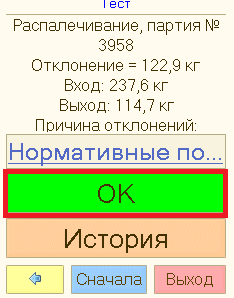 Тест
Распалечивание, партия №
3958
Отклонение = 122,9 кг
Вход: 237,6 кг
Выход: 114,7 кг
Причина отклонений:
Нормативные по...
ОК
История
Сначала
Выход